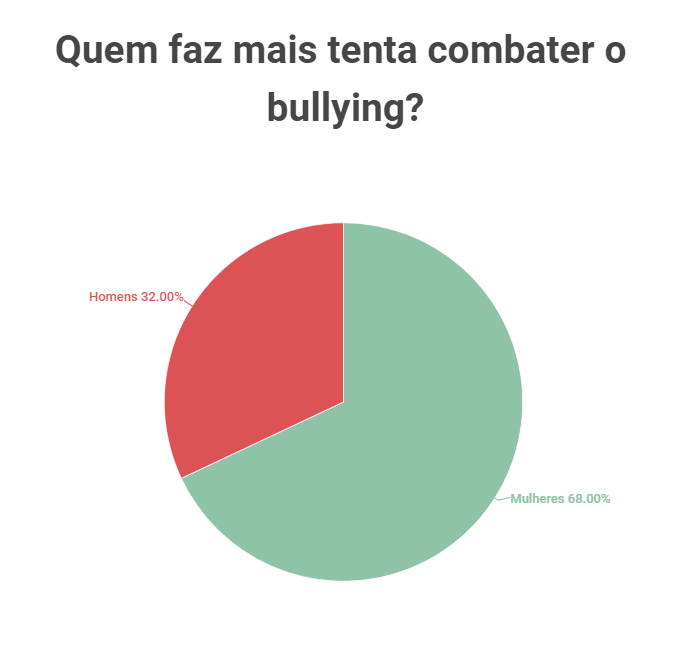 Quem faz mais tenta combater o
bullying?
Homens 32.00%
Mulheres 68.00%